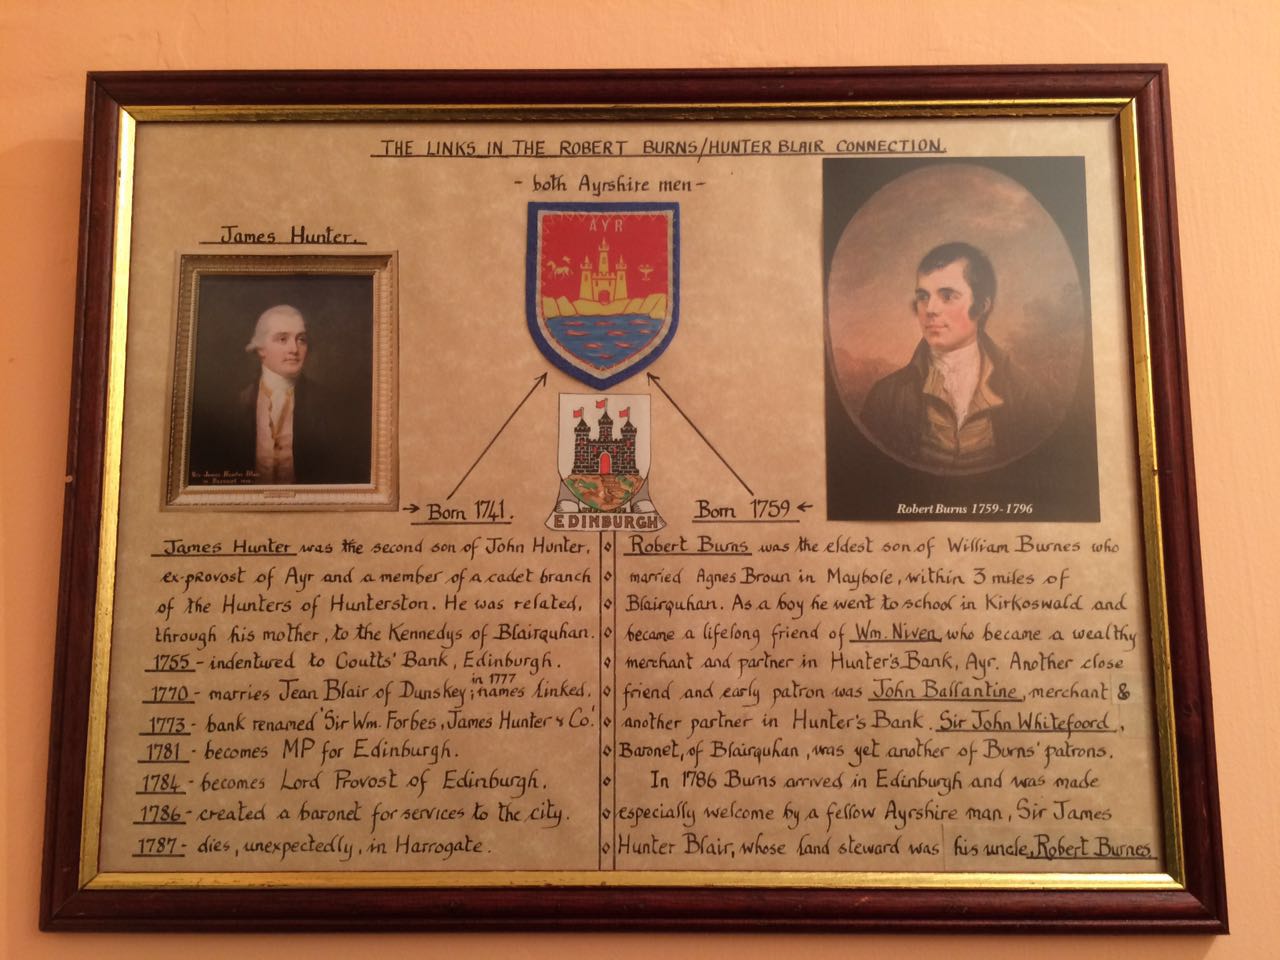 THE LINKS IN THE ROBERT BURNS/HUNTER BLAIR CONNECTION.
- both Ayrshire men -
James Hunter.
AYR
Robert Burns 1759-1796
Born 1741.
EDINBURGH
Born 1759
James Hunter was the second son of John Hunter,
ex-provost of Ayr and a member of a cadet branch
of the Hunters of Hunterston. He was related,
through his mother, to the Kennedys of Blairquhan.
1755 - indentured to Coutts' Bank, Edinburgh.
1770 - marries Jean Blair of Dunskey; in 1777 names linked.
1773 - bank renamed 'Sir Wm. Forbes, James Hunter & Co.'
1781 - becomes MP for Edinburgh.
1784 - becomes Lord Provost of Edinburgh.
1786 - created a baronet for services to the city.
1787 - dies, unexpectedly, in Harrogate.
Robert Burns was the eldest son of William Burnes who
married Agnes Broun in Maybole, within 3 miles of
Blairquhan. As a boy he went to school in Kirkoswald and
became a lifelong friend of Wm. Niven, who became a wealthy
merchant and partner in Hunter's Bank, Ayr. Another close
friend and early patron was John Ballantine, merchant &
another partner in Hunter's Bank. Sir John Whitefoord,
Baronet, of Blairquhan, was yet another of Burns' patrons.
In 1786 Burns arrived in Edinburgh and was made
especially welcome by a fellow Ayrshire man, Sir James
Hunter Blair, whose land steward was his uncle, Robert Burnes